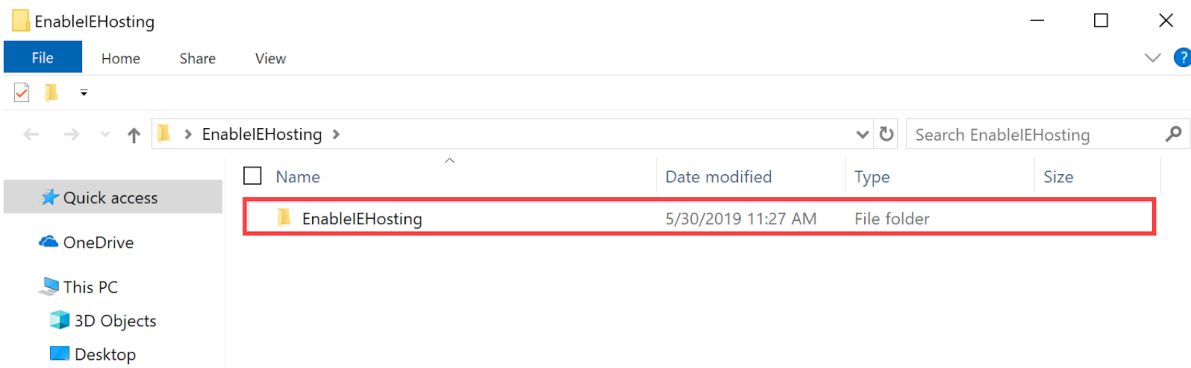 EnableIEHosting
File Home Share View
EnableIEHosting
Search EnableIEHosting
Name Date modified Type Size
Quick access
EnableIEHosting 5/30/2019 11:27 AM File folder
OneDrive
This PC
3D Objects
Desktop